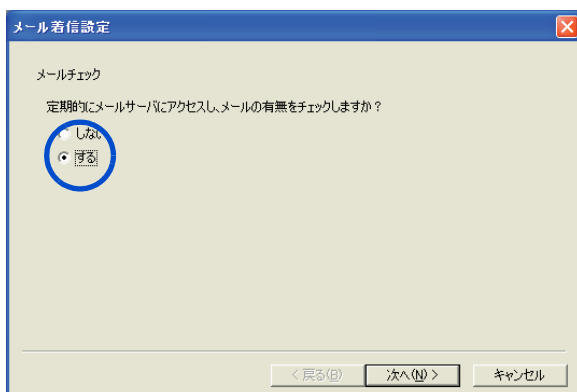 メール着信設定
メールチェック
定期的にメールサーバにアクセスし、メールの有無をチェックしますか？
しない
する
< 戻る(B)
次へ(N) >
キャンセル